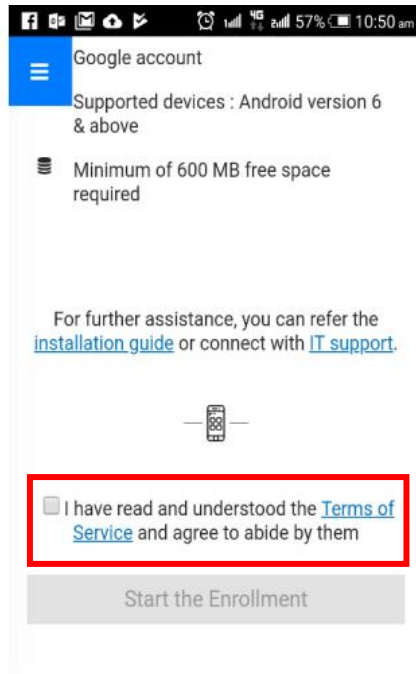 4G
57% 10:50 am
Google account
Supported devices : Android version 6
& above
Minimum of 600 MB free space
required
For further assistance, you can refer the
installation guide or connect with IT support.
I have read and understood the Terms of
Service and agree to abide by them
Start the Enrollment